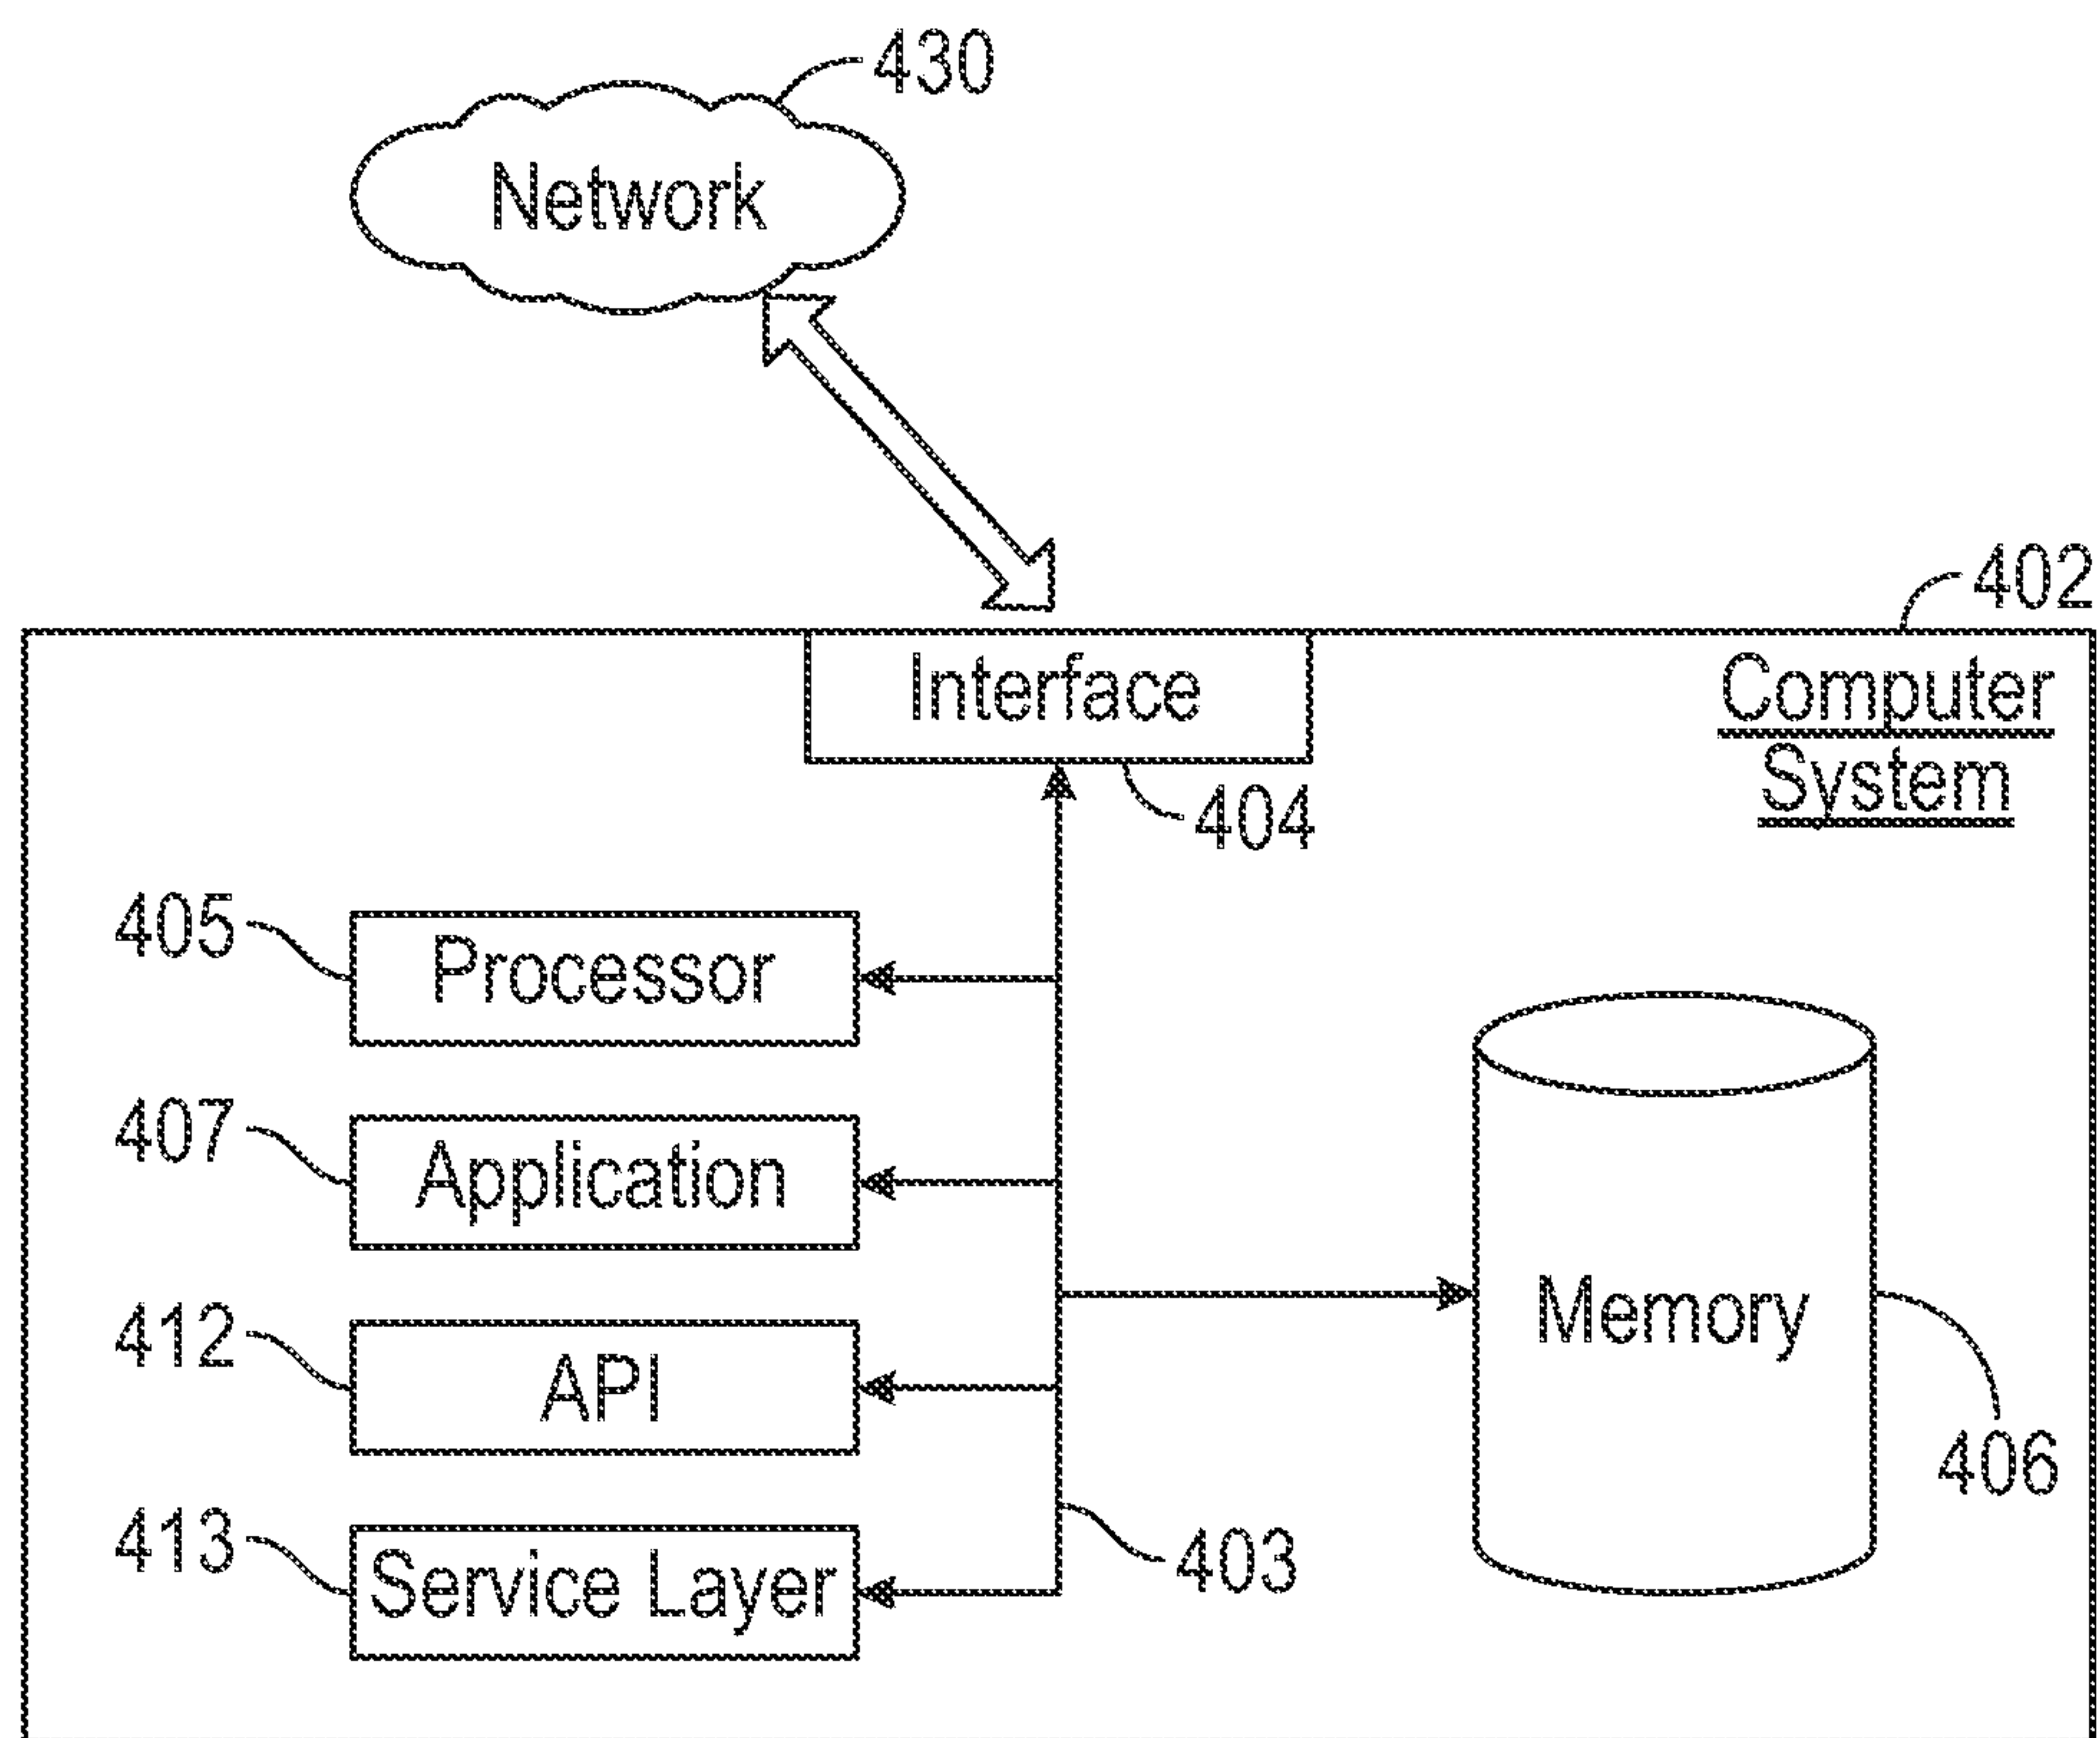 430
Network
402
Interface
Computer
System
404
405
Processor
407
Application
Memory
412
API
406
413
Service Layer
403